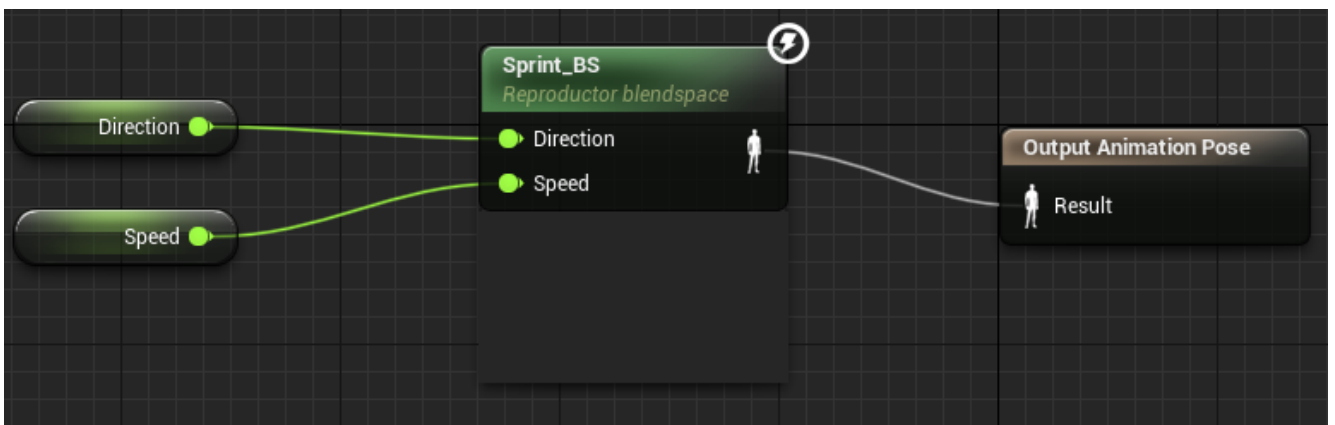 Direction
Speed
Sprint_BS
Reproductor blendspace
Direction
Speed
Output Animation Pose
Result